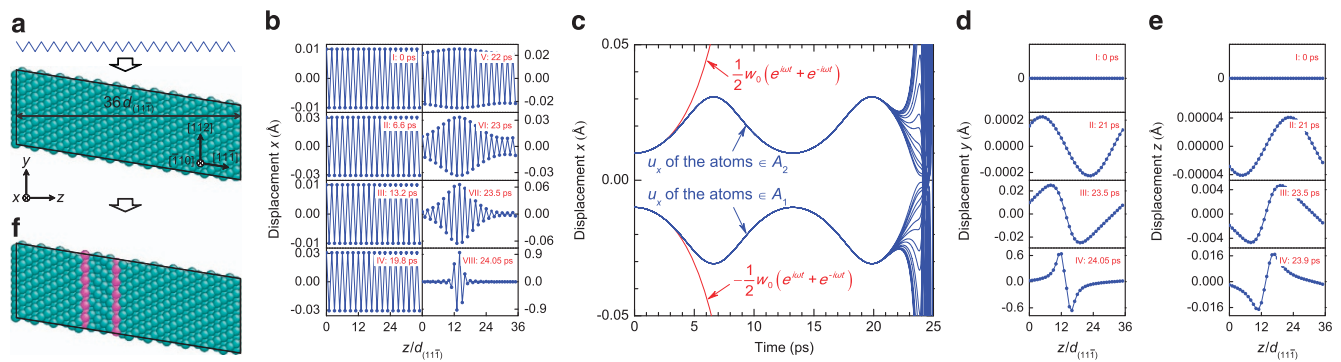 a
36 d(11̄1̄)
[112]
[110]
[111̄]
y
x
z
f
b
Displacement x (Å)
0.01
0.00
-0.01
I: 0 ps
V: 22 ps
0.02
0.00
-0.02
0.03
0.00
-0.03
II: 6.6 ps
VI: 23 ps
0.02
0.00
-0.02
0.01
0.00
-0.01
III: 13.2 ps
VII: 23.5 ps
0.06
0.00
-0.06
0.03
0.00
-0.03
IV: 19.8 ps
VIII: 24.05 ps
0.9
0.0
-0.9
0 12 24 0 12 24 36
z/d(111̄)
c
Displacement x (Å)
0.05
0.00
-0.05
1/2 w₀ (e^{iωt} + e^{-iωt})
uₓ of the atoms ∈ A₂
uₓ of the atoms ∈ A₁
-1/2 w₀ (e^{iωt} + e^{-iωt})
0 5 10 15 20 25
Time (ps)
d
Displacement y (Å)
I: 0 ps
0
II: 21 ps
0.0002
0.0000
-0.0002
III: 23.5 ps
0.02
0.00
-0.02
IV: 24.05 ps
0.6
0.0
-0.6
0 12 24 36
z/d(111̄)
e
Displacement z (Å)
I: 0 ps
0
II: 21 ps
0.00004
0.00000
-0.00004
III: 23.5 ps
0.004
0.000
-0.004
IV: 23.9 ps
0.016
0.000
-0.016
0 12 24 36
z/d(111̄)